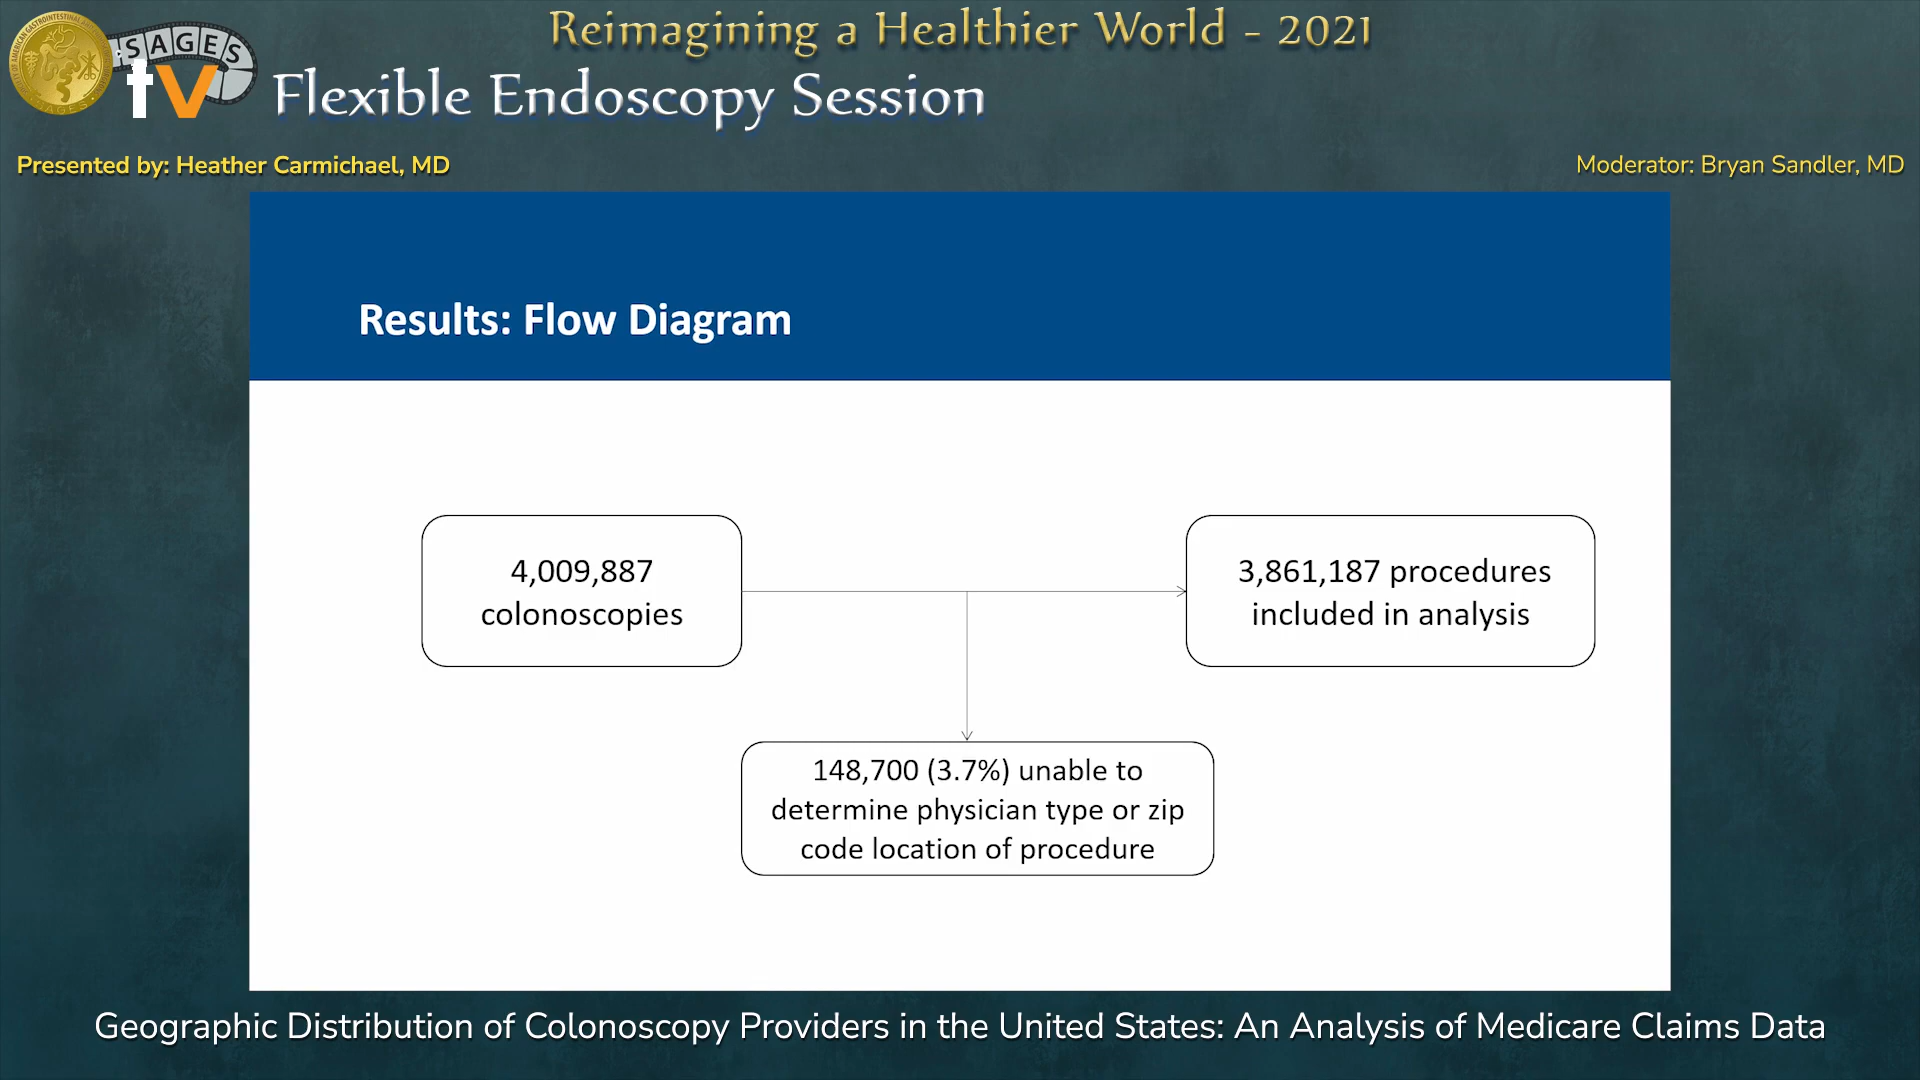 Reimagining a Healthier World - 2021
SAGES
tv
Flexible Endoscopy Session
Presented by: Heather Carmichael, MD
Moderator: Bryan Sandler, MD
Results: Flow Diagram
4,009,887
colonoscopies
3,861,187 procedures
included in analysis
148,700 (3.7%) unable to
determine physician type or zip
code location of procedure
Geographic Distribution of Colonoscopy Providers in the United States: An Analysis of Medicare Claims Data